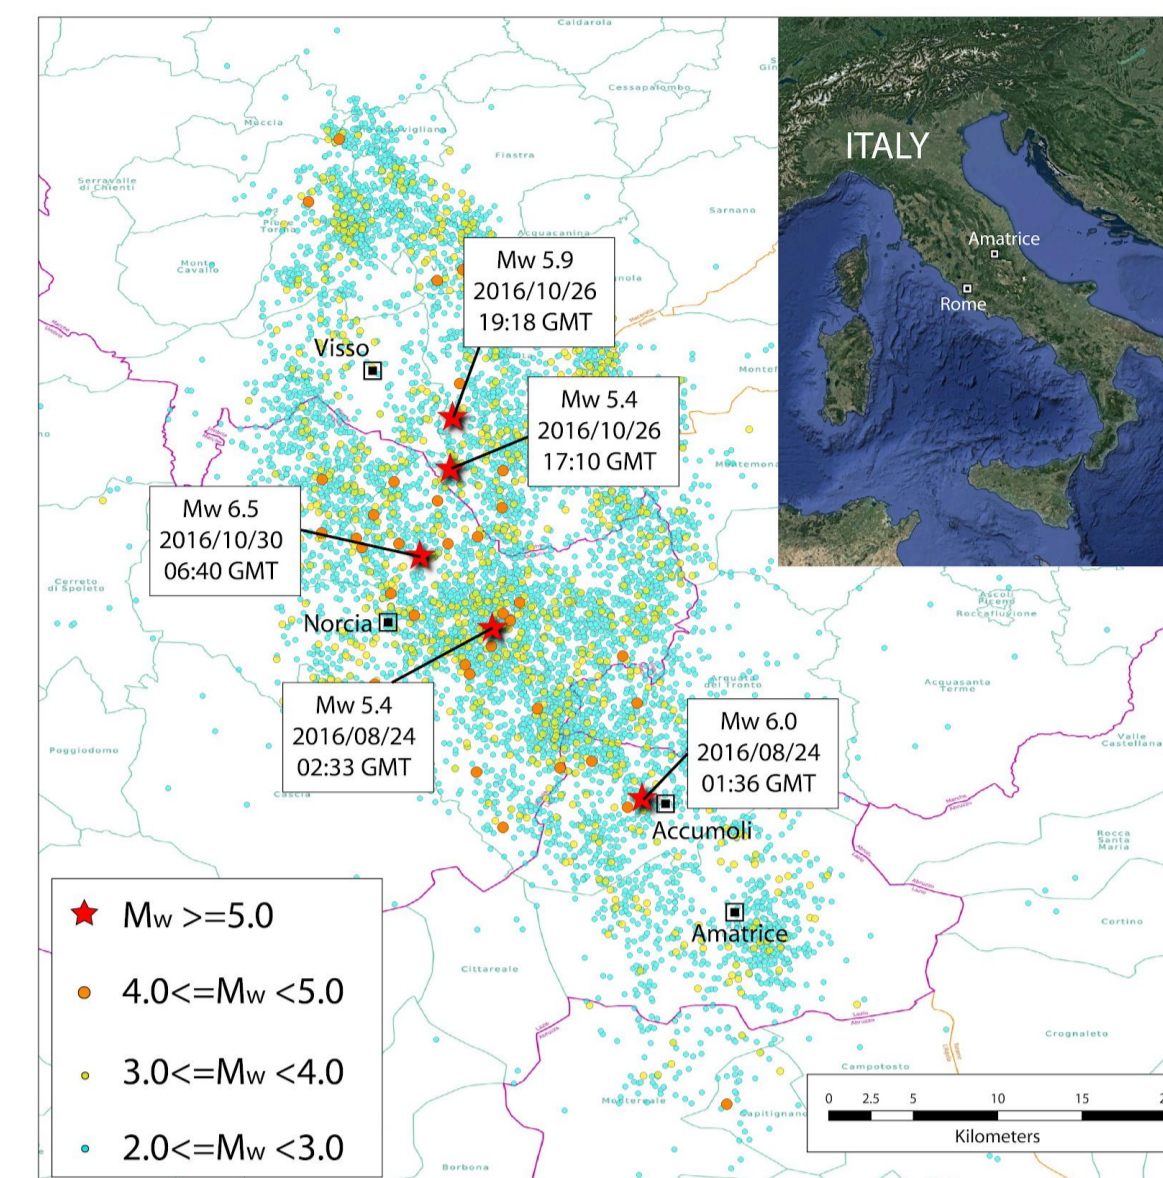 Caldarola
Cessapalombo
Muccia
Fiastra
Serravalle
di Chienti
Sarnano
Acquacanina
Monte
Cavallo
ITALY
Amatrice
Rome
Mw 5.9
2016/10/26
19:18 GMT
Visso
Mw 5.4
2016/10/26
17:10 GMT
Mw 6.5
2016/10/30
06:40 GMT
Cerreto
di Spoleto
Norcia
Ascoli
Piceno
Roccafluvione
Mw 5.4
2016/08/24
02:33 GMT
Arquata
del Tronto
Acquasanta
Terme
Mw 6.0
2016/08/24
01:36 GMT
Poggiodomo
Valle
Castellana
Cascia
Accumoli
Rocca
Santa
Maria
Cortino
Amatrice
Cittareale
Crognaleto
Campotosto
Montereale
Capitignano
Borbona
Mw >=5.0
4.0<=Mw <5.0
3.0<=Mw <4.0
2.0<=Mw <3.0
0 2.5 5 10 15
Kilometers